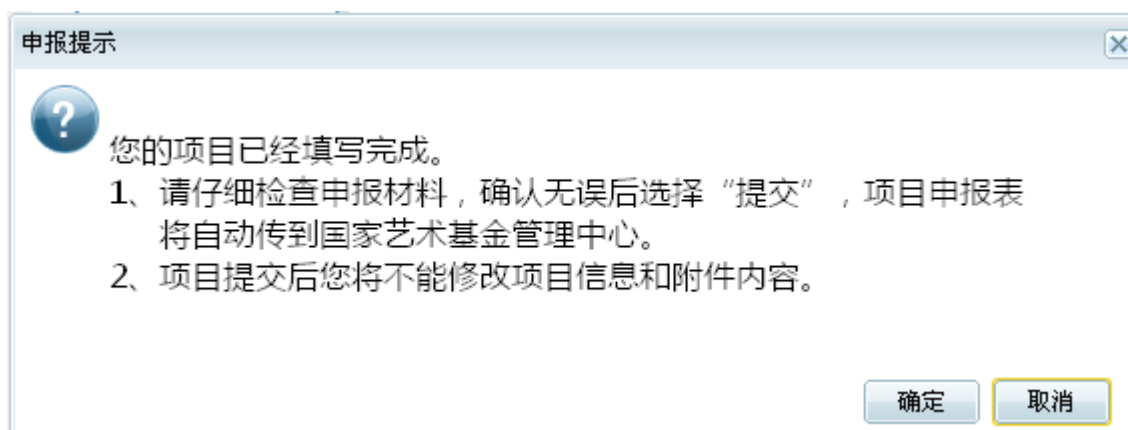 申报提示
您的项目已经填写完成。
1、请仔细检查申报材料，确认无误后选择“提交”，项目申报表
将自动传到国家艺术基金管理中心。
2、项目提交后您将不能修改项目信息和附件内容。
确定 取消